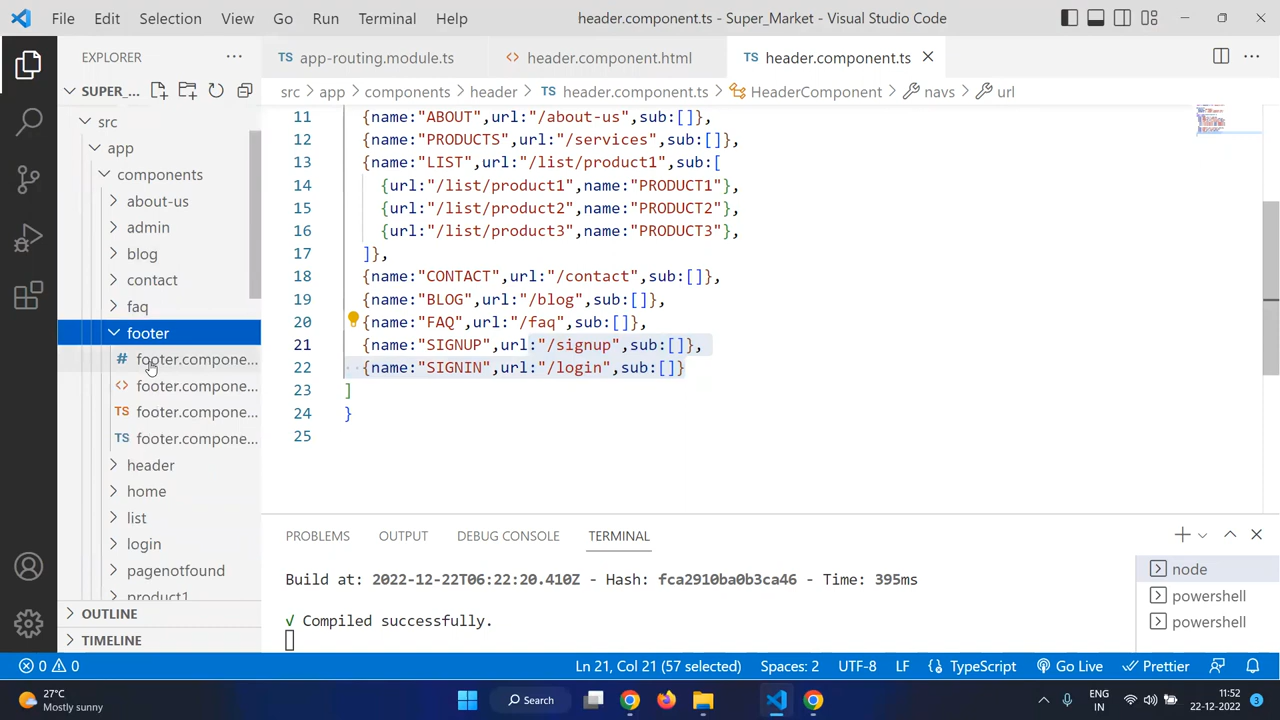 File Edit Selection View Go Run Terminal Help
header.component.ts - Super_Market - Visual Studio Code
EXPLORER
TS app-routing.module.ts
<> header.component.html
TS header.component.ts
SUPER_...
src > app > components > header > TS header.component.ts > HeaderComponent > navs > url
src
app
components
about-us
admin
blog
contact
faq
footer
# footer.compone...
<> footer.compone...
TS footer.compone...
TS footer.compone...
header
home
list
login
pagenotfound
product1
OUTLINE
TIMELINE
11 {name:"ABOUT",url:"/about-us",sub:[]},
12 {name:"PRODUCTS",url:"/services",sub:[]},
13 {name:"LIST",url:"/list/product1",sub:[
14 {url:"/list/product1",name:"PRODUCT1"},
15 {url:"/list/product2",name:"PRODUCT2"},
16 {url:"/list/product3",name:"PRODUCT3"},
17 ]},
18 {name:"CONTACT",url:"/contact",sub:[]},
19 {name:"BLOG",url:"/blog",sub:[]},
20 {name:"FAQ",url:"/faq",sub:[]},
21 {name:"SIGNUP",url:"/signup",sub:[]},
22 {name:"SIGNIN",url:"/login",sub:[]}
23 ]
24 }
25
PROBLEMS OUTPUT DEBUG CONSOLE TERMINAL
Build at: 2022-12-22T06:22:20.410Z - Hash: fca2910ba0b3ca46 - Time: 395ms
√ Compiled successfully.
node
powershell
powershell
0 0
Ln 21, Col 21 (57 selected) Spaces: 2 UTF-8 LF TypeScript Go Live Prettier
27°C
Mostly sunny
Search
ENG
IN
11:52
22-12-2022
3